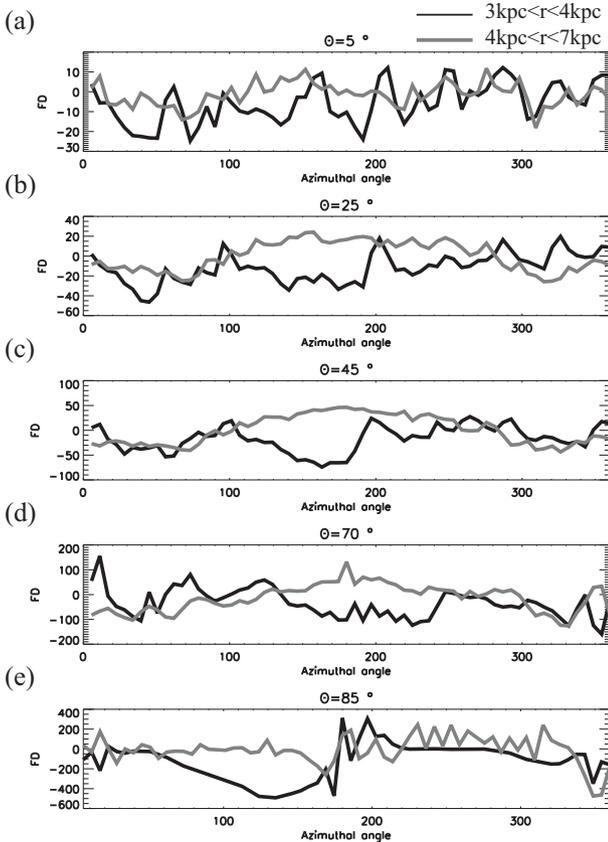 (a)
3kpc<r<4kpc
4kpc<r<7kpc
Θ=5 °
FD
10
0
-10
-20
-30
0 100 200 300
Azimuthal angle
(b)
Θ=25 °
FD
40
20
0
-20
-40
-60
0 100 200 300
Azimuthal angle
(c)
Θ=45 °
FD
100
50
0
-50
-100
0 100 200 300
Azimuthal angle
(d)
Θ=70 °
FD
200
100
0
-100
-200
0 100 200 300
Azimuthal angle
(e)
Θ=85 °
FD
400
200
0
-200
-400
-600
0 100 200 300
Azimuthal angle